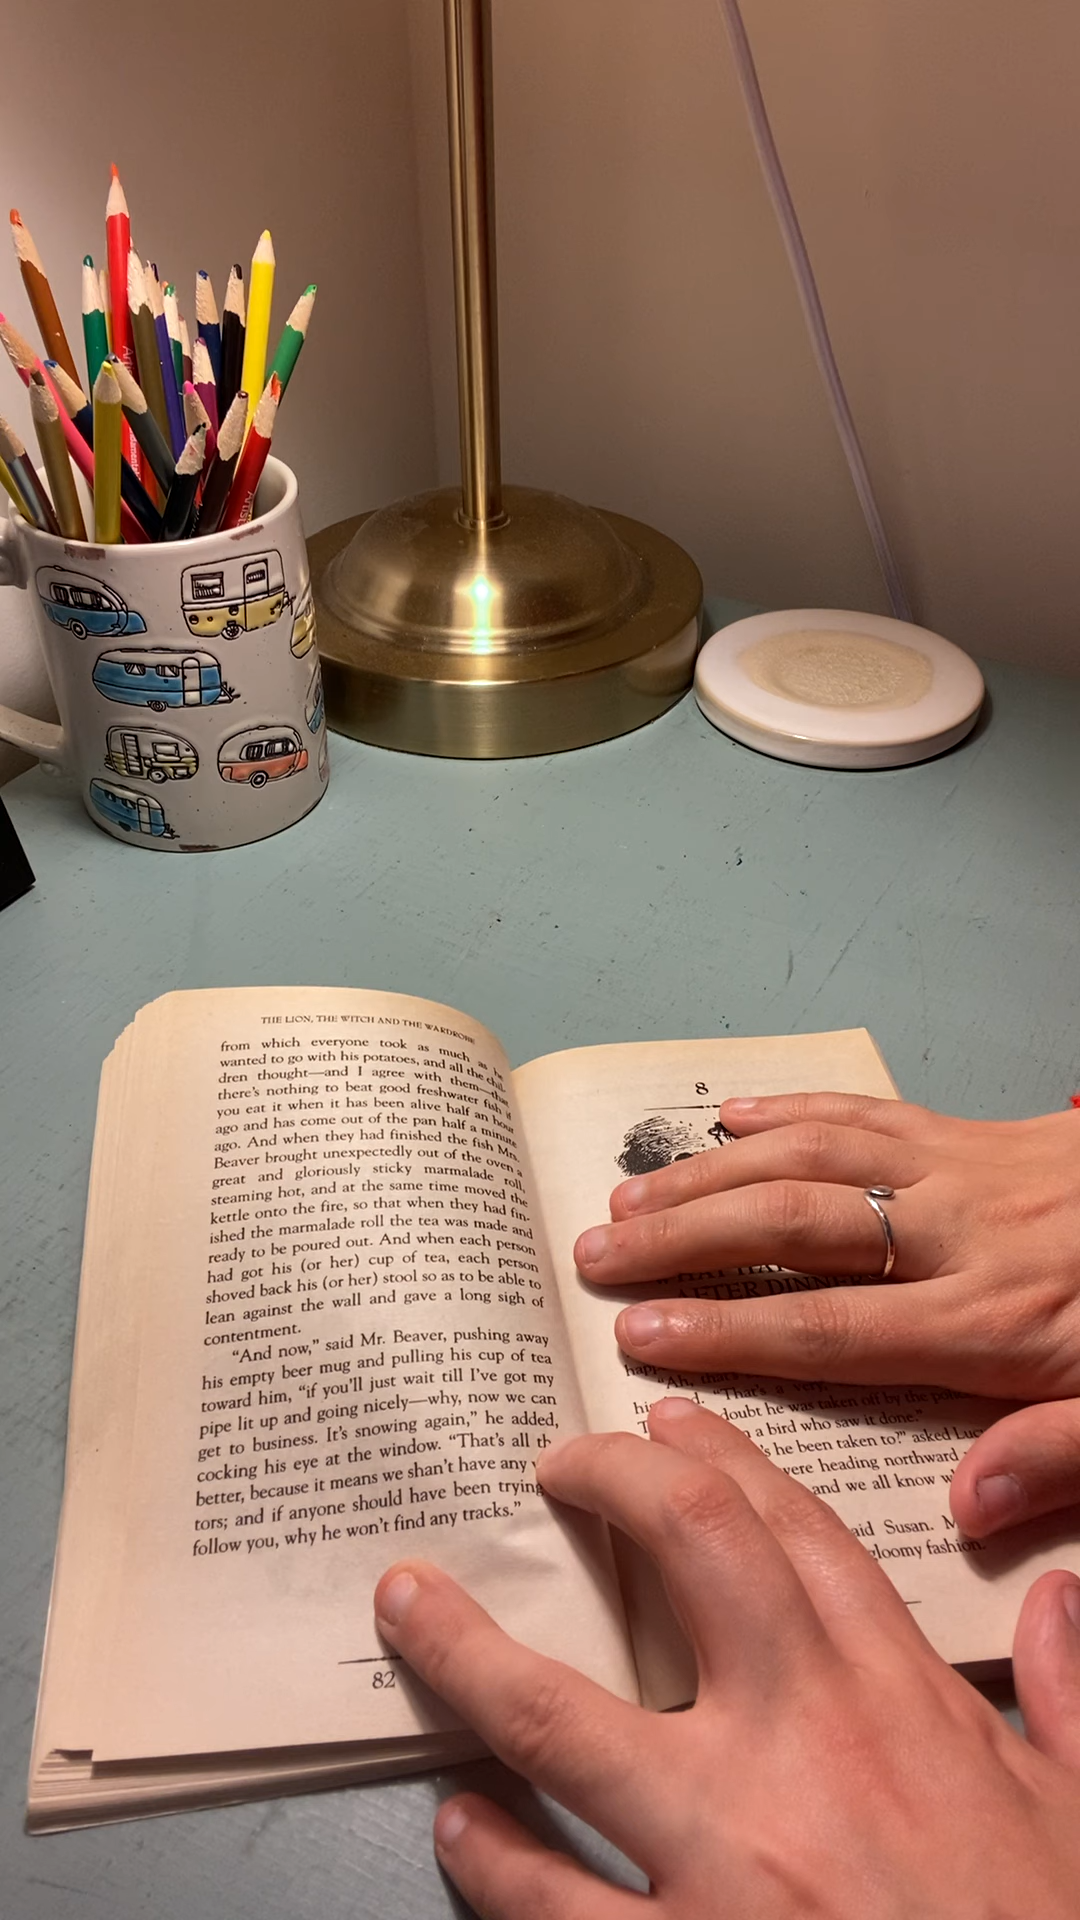 THE LION, THE WITCH AND THE WARDROBE
from which everyone took as much as he
wanted to go with his potatoes, and all the chil-
dren thought—and I agree with them—that
there's nothing to beat good freshwater fish if
you eat it when it has been alive half an hour
ago and has come out of the pan half a minute
ago. And when they had finished the fish Mrs.
Beaver brought unexpectedly out of the oven a
great and gloriously sticky marmalade roll,
steaming hot, and at the same time moved the
kettle onto the fire, so that when they had fin-
ished the marmalade roll the tea was made and
ready to be poured out. And when each person
had got his (or her) cup of tea, each person
shoved back his (or her) stool so as to be able to
lean against the wall and gave a long sigh of
contentment.
"And now," said Mr. Beaver, pushing away
his empty beer mug and pulling his cup of tea
toward him, "if you'll just wait till I've got my
pipe lit up and going nicely—why, now we can
get to business. It's snowing again," he added,
cocking his eye at the window. "That's all th
better, because it means we shan't have any
tors; and if anyone should have been trying
follow you, why he won't find any tracks."
82
8
WHAT HA
AFTER DINNER
happ
"Ah, that's
his d. "That's a very,
doubt he was taken off by the police
m a bird who saw it done."
's he been taken to?" asked Lucy
were heading northward
and we all know w
aid Susan. M
gloomy fashion.